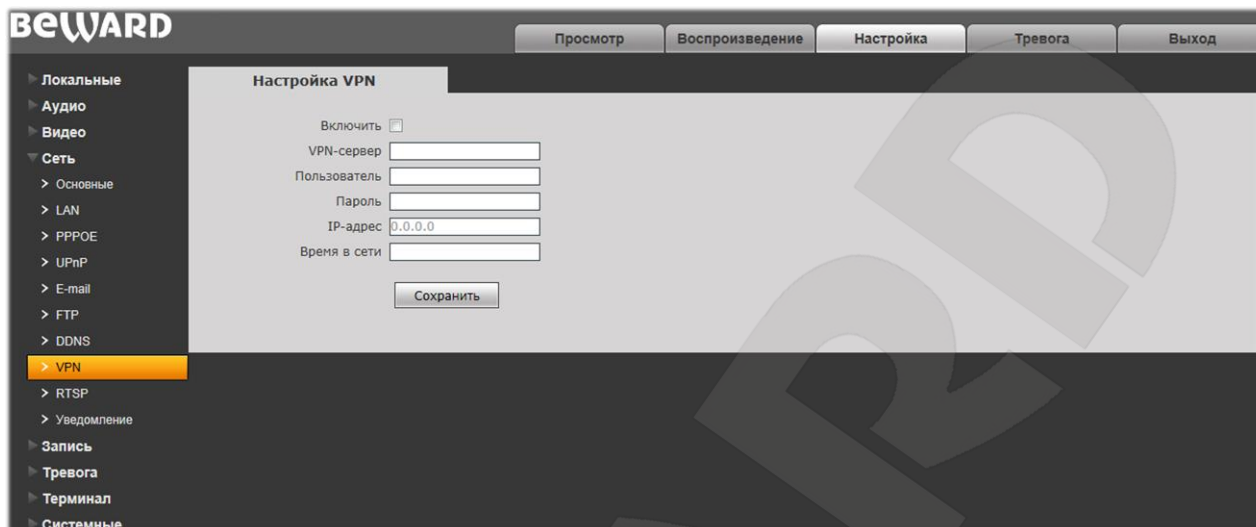 BEWARD
Просмотр Воспроизведение Настройка Тревога Выход
Локальные
Аудио
Видео
Сеть
Основные
LAN
PPPOE
UPnP
E-mail
FTP
DDNS
VPN
RTSP
Уведомление
Запись
Тревога
Терминал
Системные
Настройка VPN
Включить
VPN-сервер
Пользователь
Пароль
IP-адрес 0.0.0.0
Время в сети
Сохранить